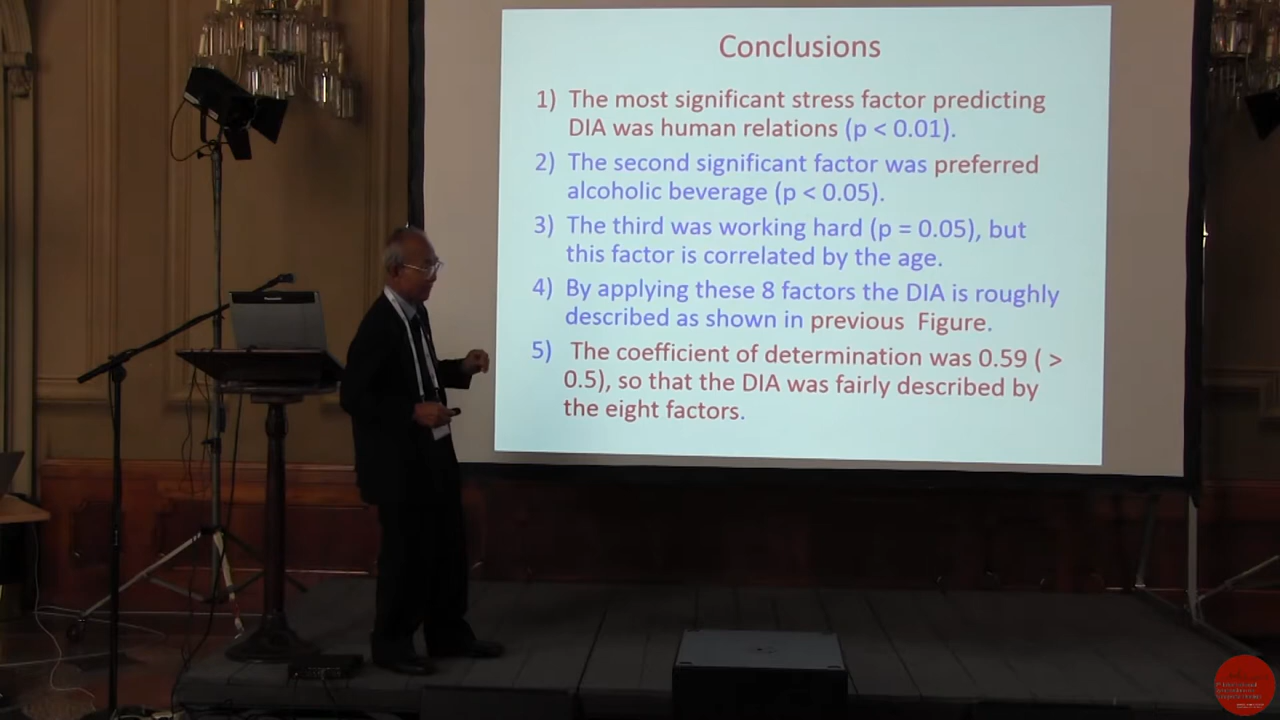 Conclusions
1) The most significant stress factor predicting
DIA was human relations (p < 0.01).
2) The second significant factor was preferred
alcoholic beverage (p < 0.05).
3) The third was working hard (p = 0.05), but
this factor is correlated by the age.
4) By applying these 8 factors the DIA is roughly
described as shown in previous Figure.
5) The coefficient of determination was 0.59 ( >
0.5), so that the DIA was fairly described by
the eight factors.
Panasonic